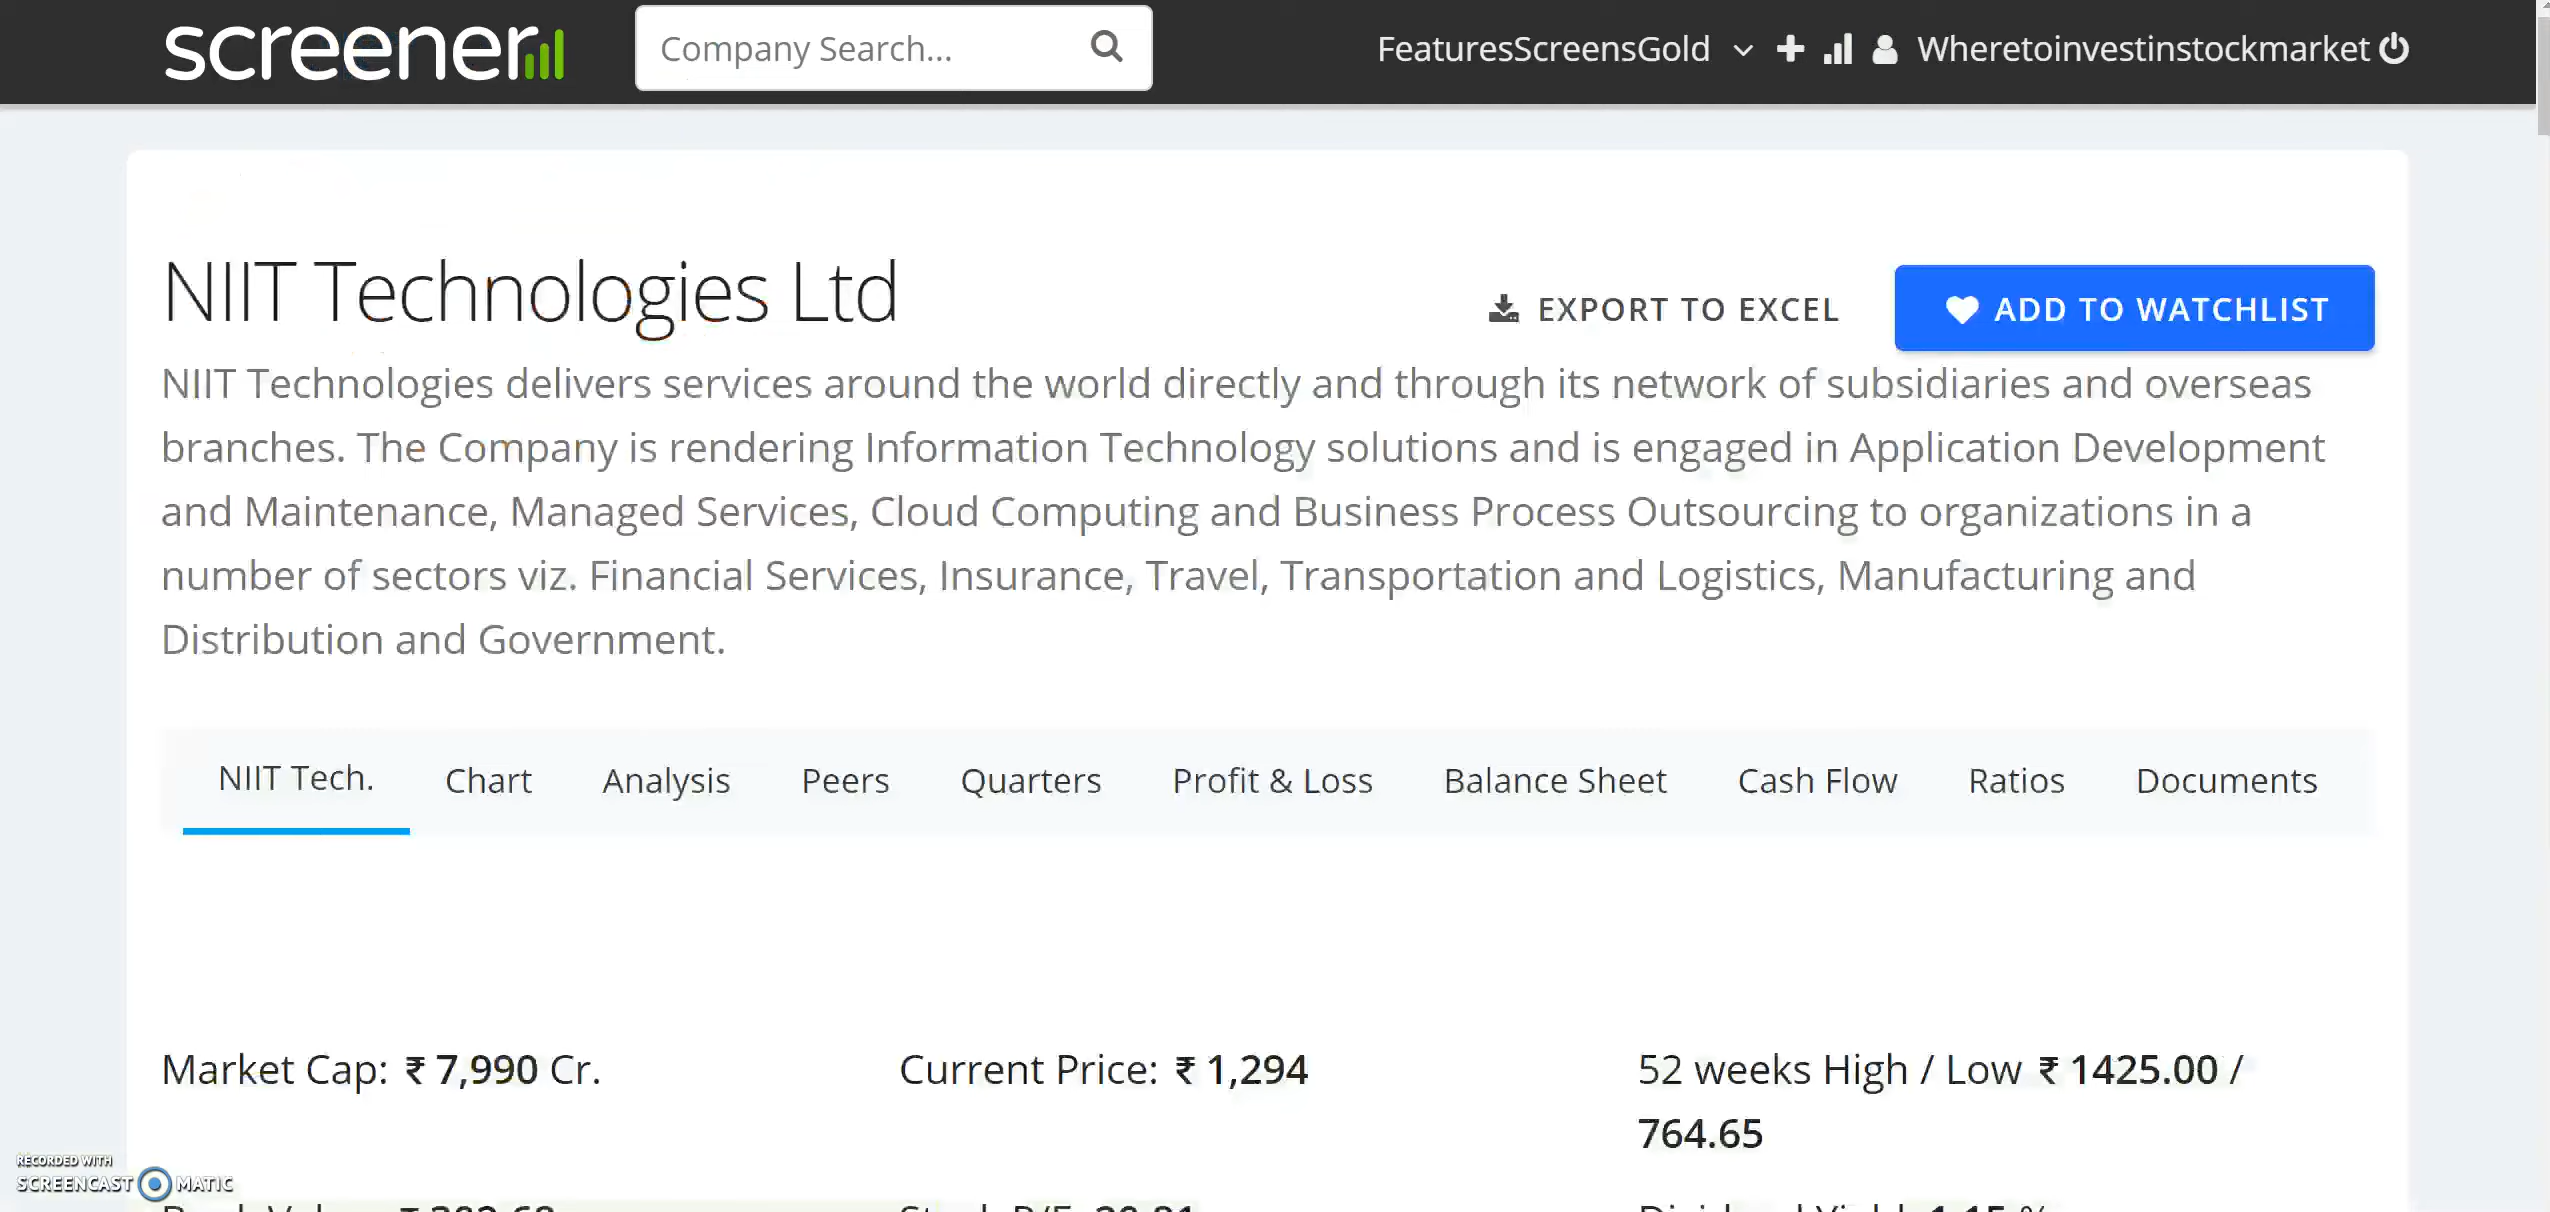 screener
Company Search...
FeaturesScreensGold
Wheretoinvestinstockmarket
NIIT Technologies Ltd
EXPORT TO EXCEL
ADD TO WATCHLIST
NIIT Technologies delivers services around the world directly and through its network of subsidiaries and overseas
branches. The Company is rendering Information Technology solutions and is engaged in Application Development
and Maintenance, Managed Services, Cloud Computing and Business Process Outsourcing to organizations in a
number of sectors viz. Financial Services, Insurance, Travel, Transportation and Logistics, Manufacturing and
Distribution and Government.
NIIT Tech. Chart Analysis Peers Quarters Profit & Loss Balance Sheet Cash Flow Ratios Documents
Market Cap: ₹ 7,990 Cr.
Current Price: ₹ 1,294
52 weeks High / Low ₹ 1425.00 /
764.65
RECORDED WITH
SCREENCAST MATIC